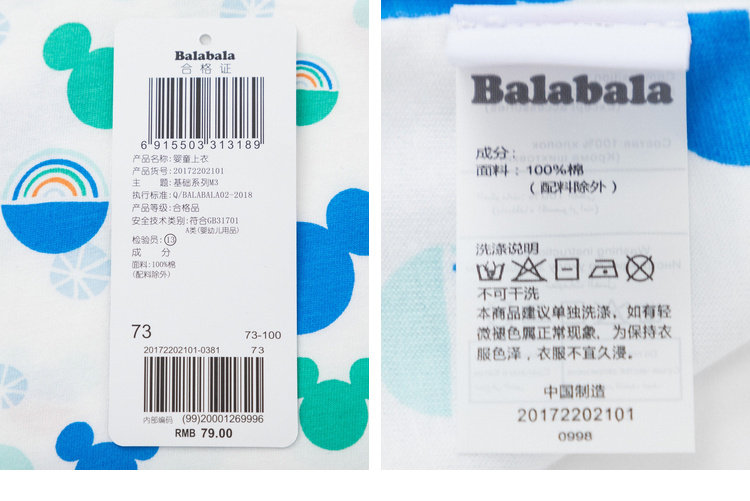 Balabala
合格证
6 915503 313189
产品名称: 婴童上衣
产品货号: 20172202101
主 题: 基础系列M3
执行标准: Q/BALABALA02-2018
产品等级: 合格品
安全技术类别: 符合GB31701
A类(婴幼儿用品)
检验员: 13
成 分
面料: 100%棉
(配料除外)
73 73-100
20172202101-0381 73
内部编码 (99)20001269996
RMB 79.00
Balabala
成分:
面料: 100%棉
(配料除外)
洗涤说明
不可干洗
本商品建议单独洗涤, 如有轻
微褪色属正常现象, 为保持衣
服色泽, 衣服不宜久浸。
中国制造
20172202101
0998